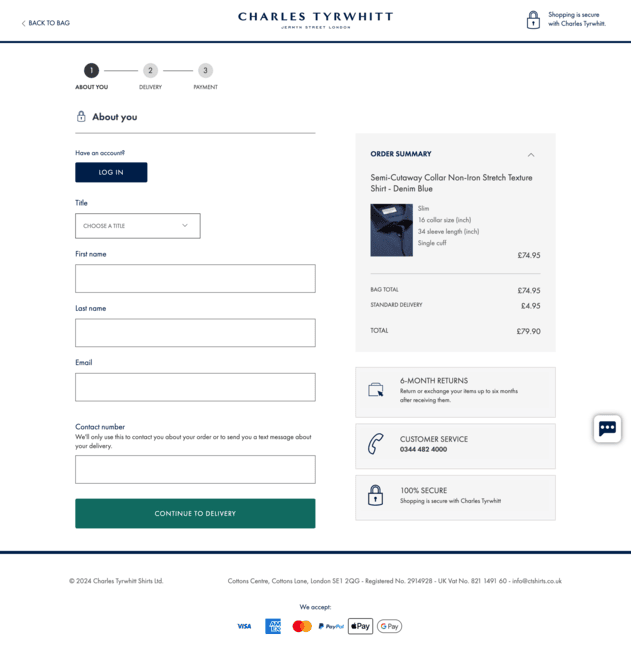 BACK TO BAG
CHARLES TYRWHITT
JERMYN STREET LONDON
Shopping is secure
with Charles Tyrwhitt.
1
2
3
ABOUT YOU
DELIVERY
PAYMENT
About you
Have an account?
LOG IN
Title
CHOOSE A TITLE
First name
Last name
Email
Contact number
We'll only use this to contact you about your order or to send you a text message about
your delivery.
CONTINUE TO DELIVERY
ORDER SUMMARY
Semi-Cutaway Collar Non-Iron Stretch Texture
Shirt - Denim Blue
Slim
16 collar size (inch)
34 sleeve length (inch)
Single cuff
£74.95
BAG TOTAL £74.95
STANDARD DELIVERY £4.95
TOTAL £79.90
6-MONTH RETURNS
Return or exchange your items up to six months
after receiving them.
CUSTOMER SERVICE
0344 482 4000
100% SECURE
Shopping is secure with Charles Tyrwhitt
© 2024 Charles Tyrwhitt Shirts Ltd.
Cottons Centre, Cottons Lane, London SE1 2QG - Registered No. 2914928 - UK Vat No. 821 1491 60 - info@ctshirts.co.uk
We accept:
VISA
PayPal
Pay
G Pay